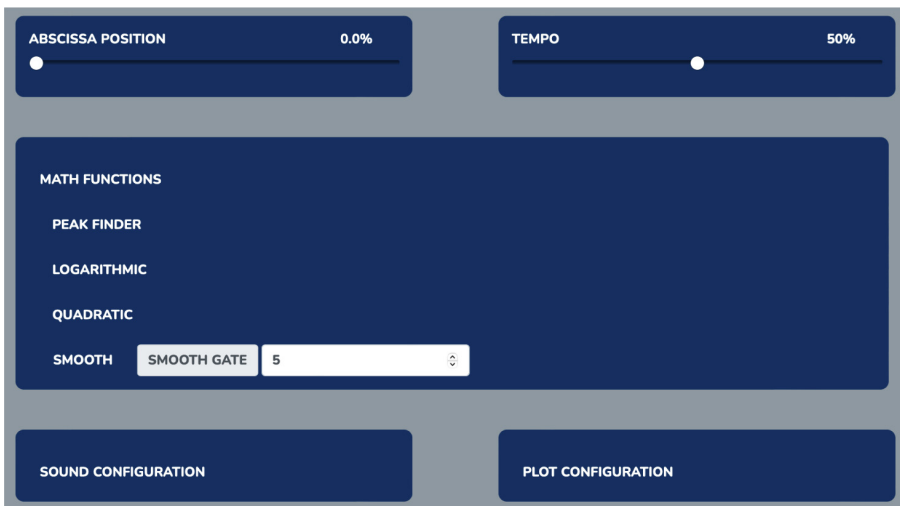 ABSCISSA POSITION 0.0%
TEMPO 50%
MATH FUNCTIONS
PEAK FINDER
LOGARITHMIC
QUADRATIC
SMOOTH SMOOTH GATE 5
SOUND CONFIGURATION
PLOT CONFIGURATION